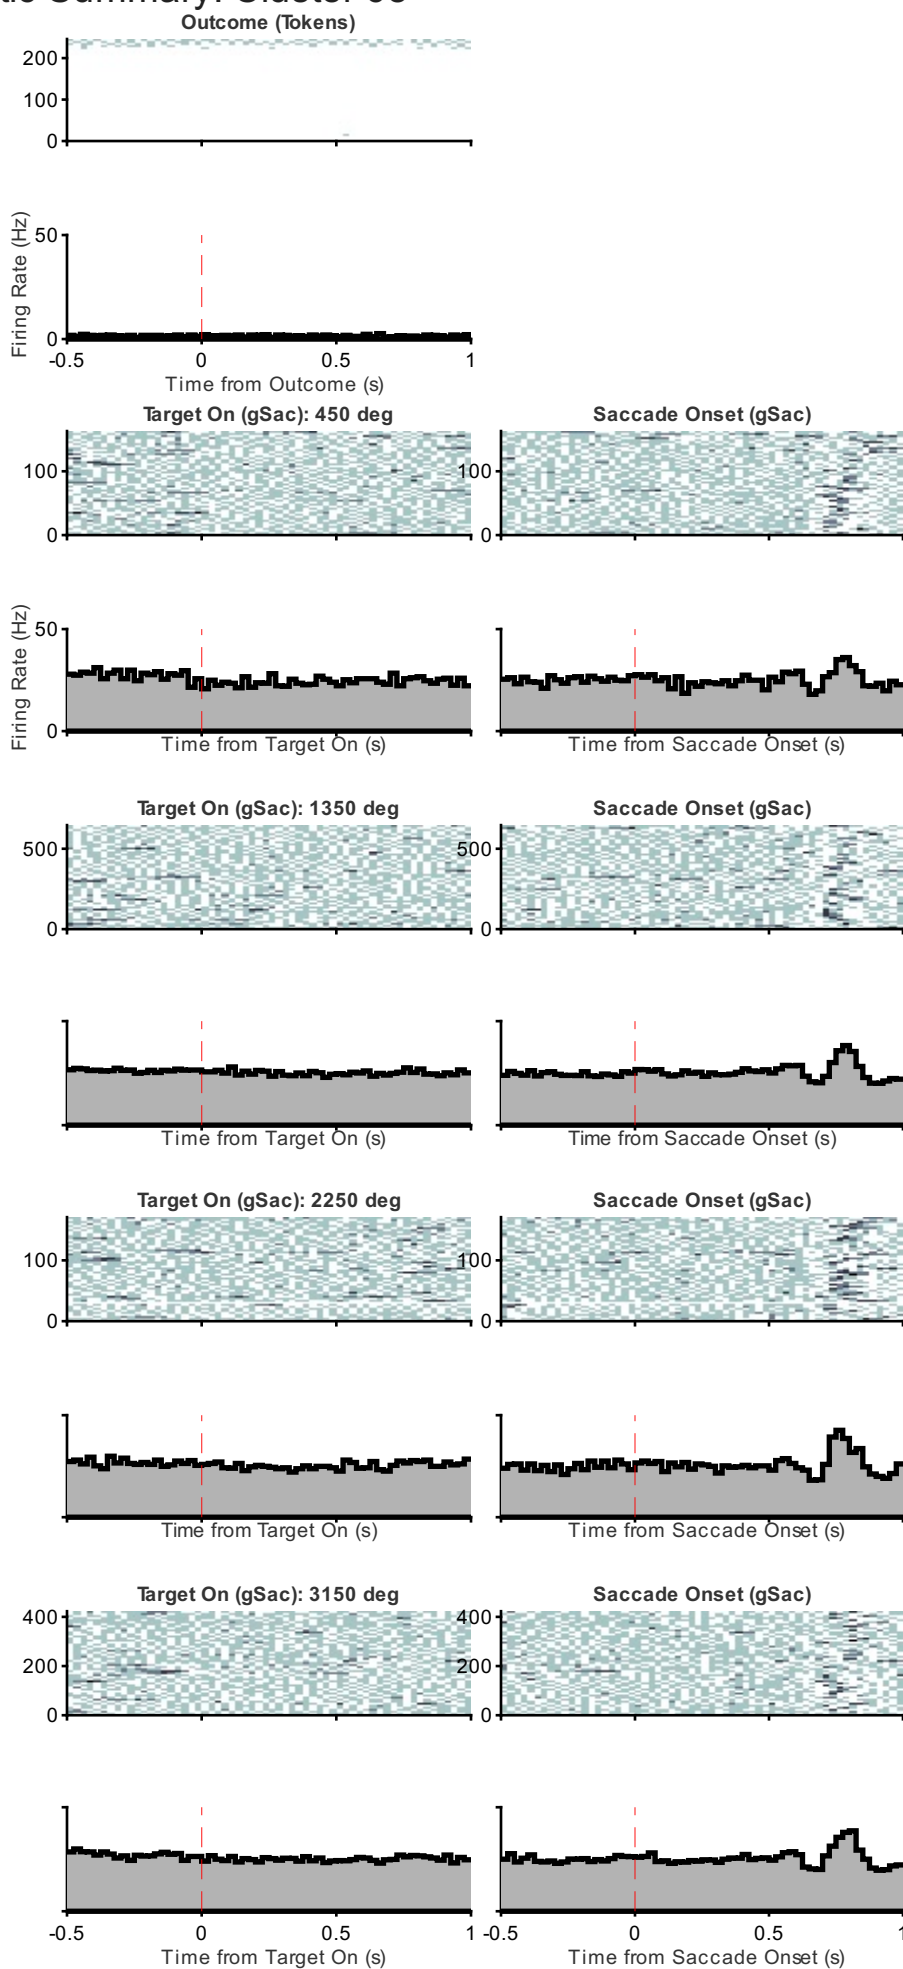 Summary: Cluster
Outcome (Tokens)
200
100
0
Firing Rate (Hz)
50
0
-0.5 0 0.5 1
Time from Outcome (s)
Target On (gSac): 450 deg Saccade Onset (gSac)
100 100
0 0
Firing Rate (Hz)
50
0
Time from Target On (s) Time from Saccade Onset (s)
Target On (gSac): 1350 deg Saccade Onset (gSac)
500 500
0 0
Time from Target On (s) Time from Saccade Onset (s)
Target On (gSac): 2250 deg Saccade Onset (gSac)
100 100
0 0
Time from Target On (s) Time from Saccade Onset (s)
Target On (gSac): 3150 deg Saccade Onset (gSac)
400 400
200 200
0 0
-0.5 0 0.5 1 -0.5 0 0.5 1
Time from Target On (s) Time from Saccade Onset (s)